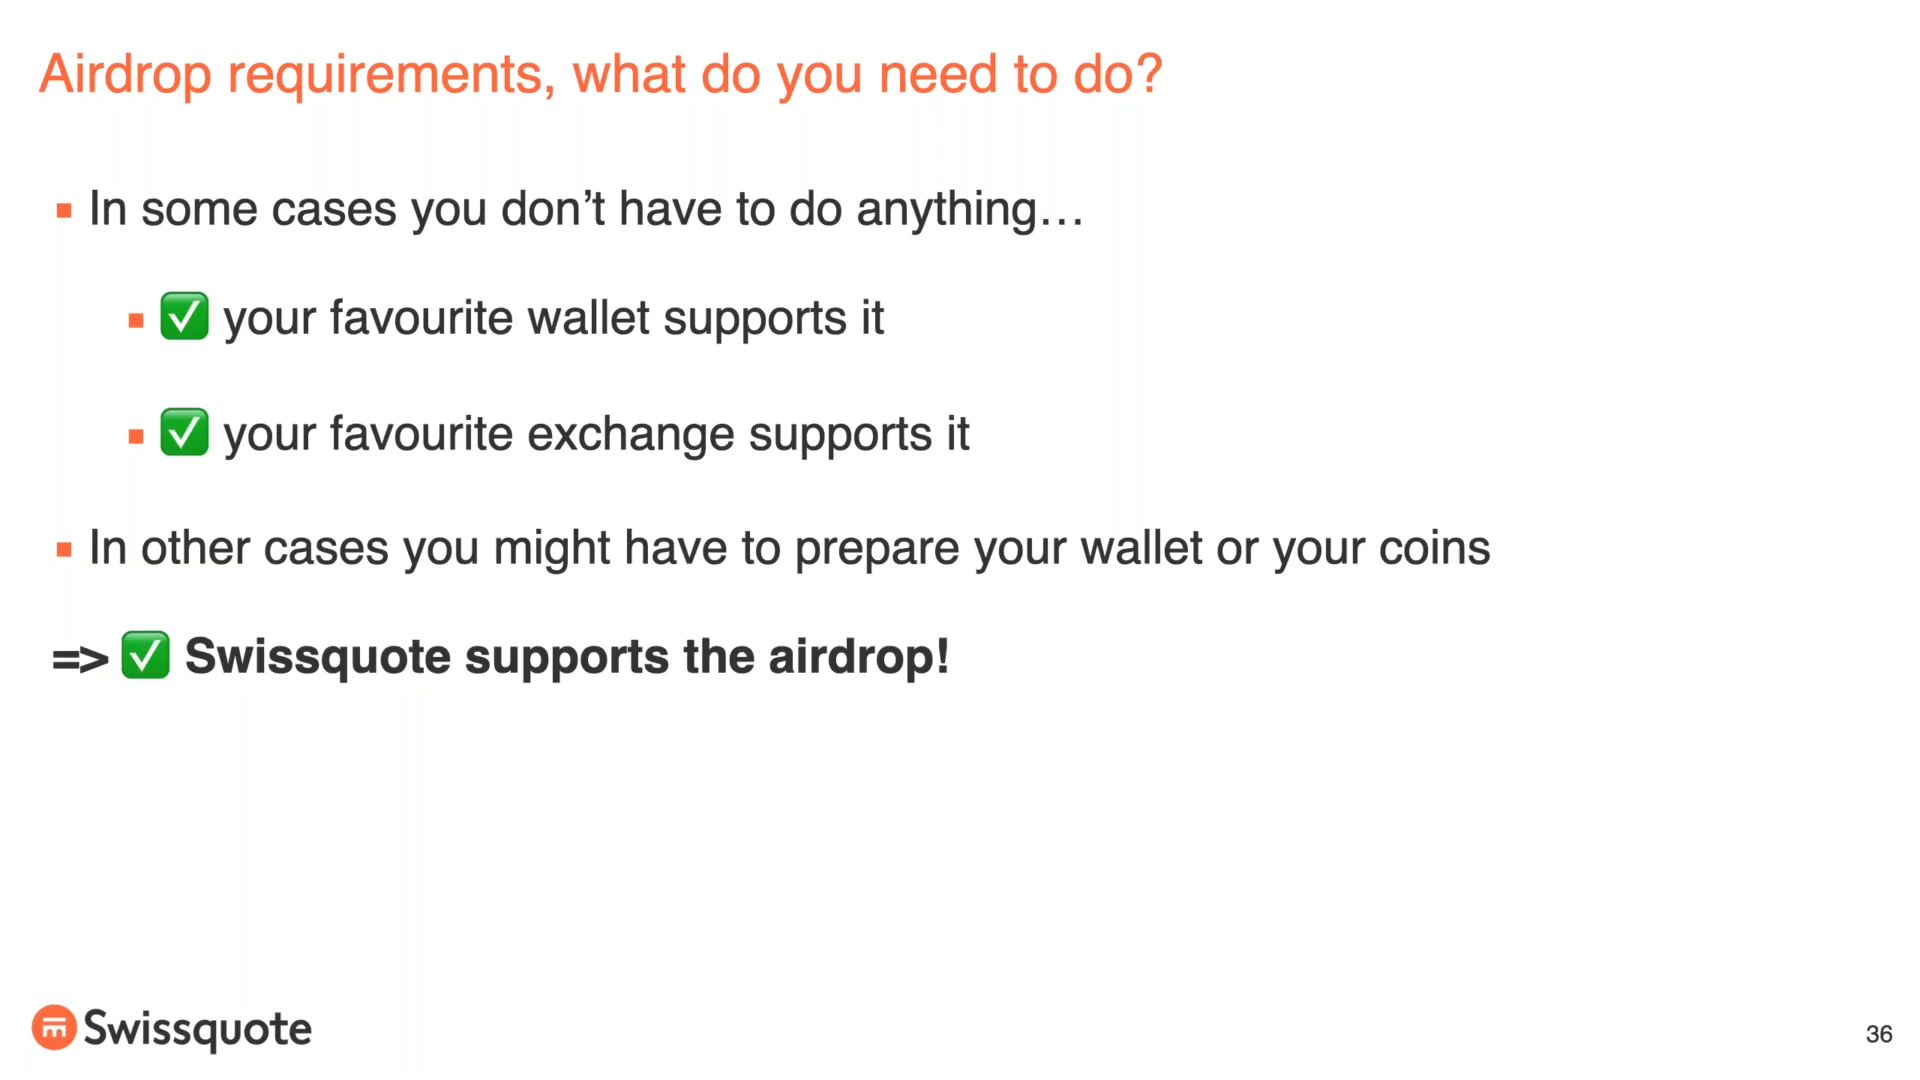 Airdrop requirements, what do you need to do?
▪ In some cases you don’t have to do anything…
▪ ✅ your favourite wallet supports it
▪ ✅ your favourite exchange supports it
▪ In other cases you might have to prepare your wallet or your coins
=> ✅ Swissquote supports the airdrop!
Swissquote
36